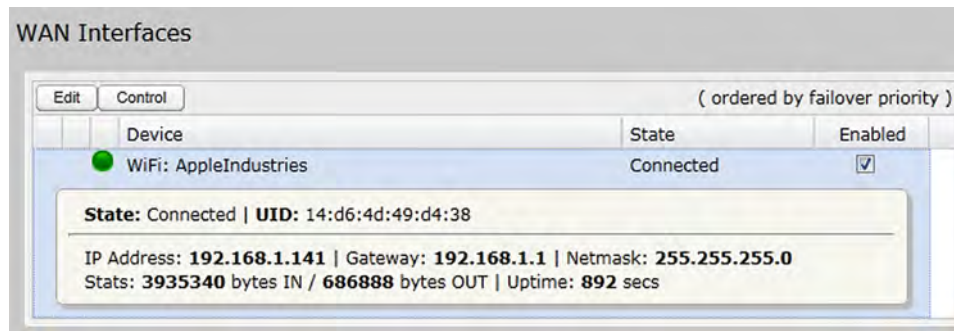 WAN Interfaces
Edit Control ( ordered by failover priority )
Device State Enabled
WiFi: AppleIndustries Connected
State: Connected | UID: 14:d6:4d:49:d4:38
IP Address: 192.168.1.141 | Gateway: 192.168.1.1 | Netmask: 255.255.255.0
Stats: 3935340 bytes IN / 686888 bytes OUT | Uptime: 892 secs